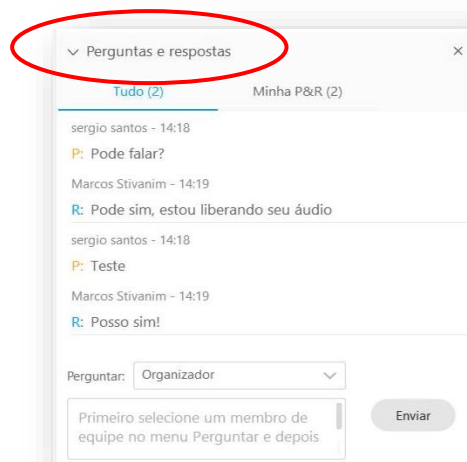 Perguntas e respostas
Tudo (2) Minha P&R (2)
sergio santos - 14:18
P: Pode falar?
Marcos Stivanim - 14:19
R: Pode sim, estou liberando seu áudio
sergio santos - 14:18
P: Teste
Marcos Stivanim - 14:19
R: Posso sim!
Perguntar: Organizador
Primeiro selecione um membro de
equipe no menu Perguntar e depois
Enviar